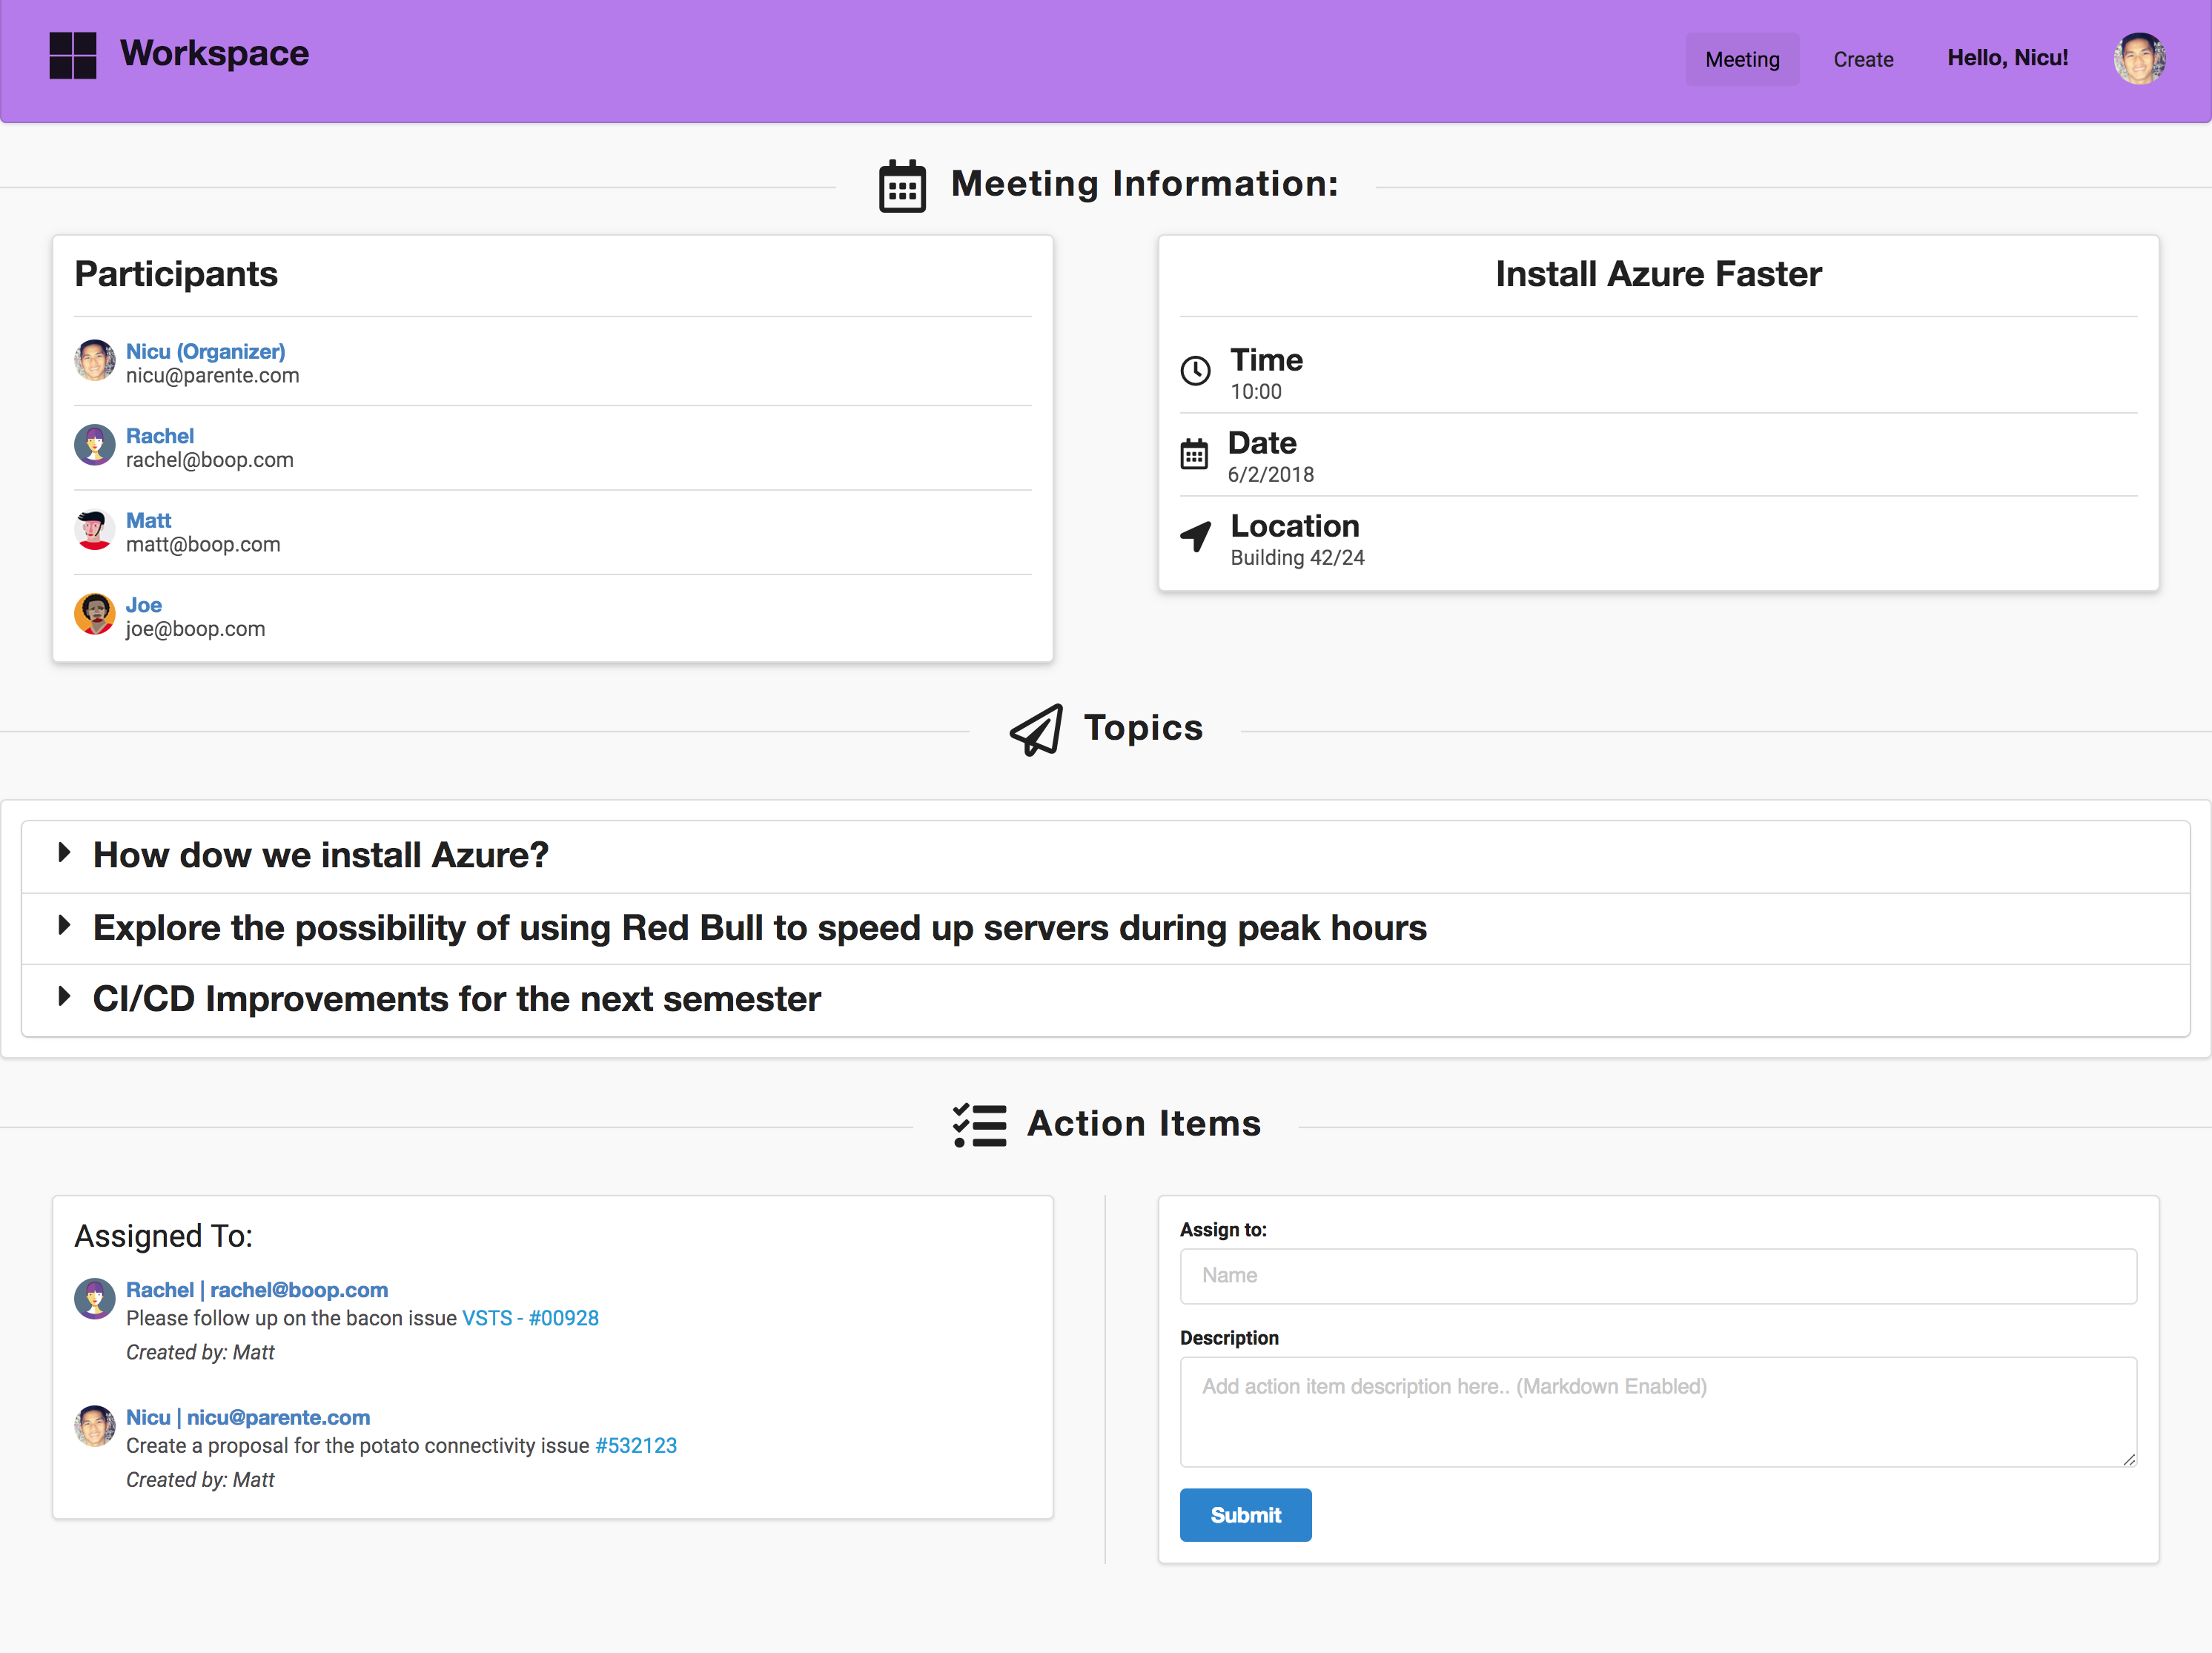 Workspace
Meeting
Create
Hello, Nicu!
Meeting Information:
Participants
Nicu (Organizer)
nicu@parente.com
Rachel
rachel@boop.com
Matt
matt@boop.com
Joe
joe@boop.com
Install Azure Faster
Time
10:00
Date
6/2/2018
Location
Building 42/24
Topics
How dow we install Azure?
Explore the possibility of using Red Bull to speed up servers during peak hours
CI/CD Improvements for the next semester
Action Items
Assigned To:
Rachel | rachel@boop.com
Please follow up on the bacon issue VSTS - #00928
Created by: Matt
Nicu | nicu@parente.com
Create a proposal for the potato connectivity issue #532123
Created by: Matt
Assign to:
Name
Description
Add action item description here.. (Markdown Enabled)
Submit